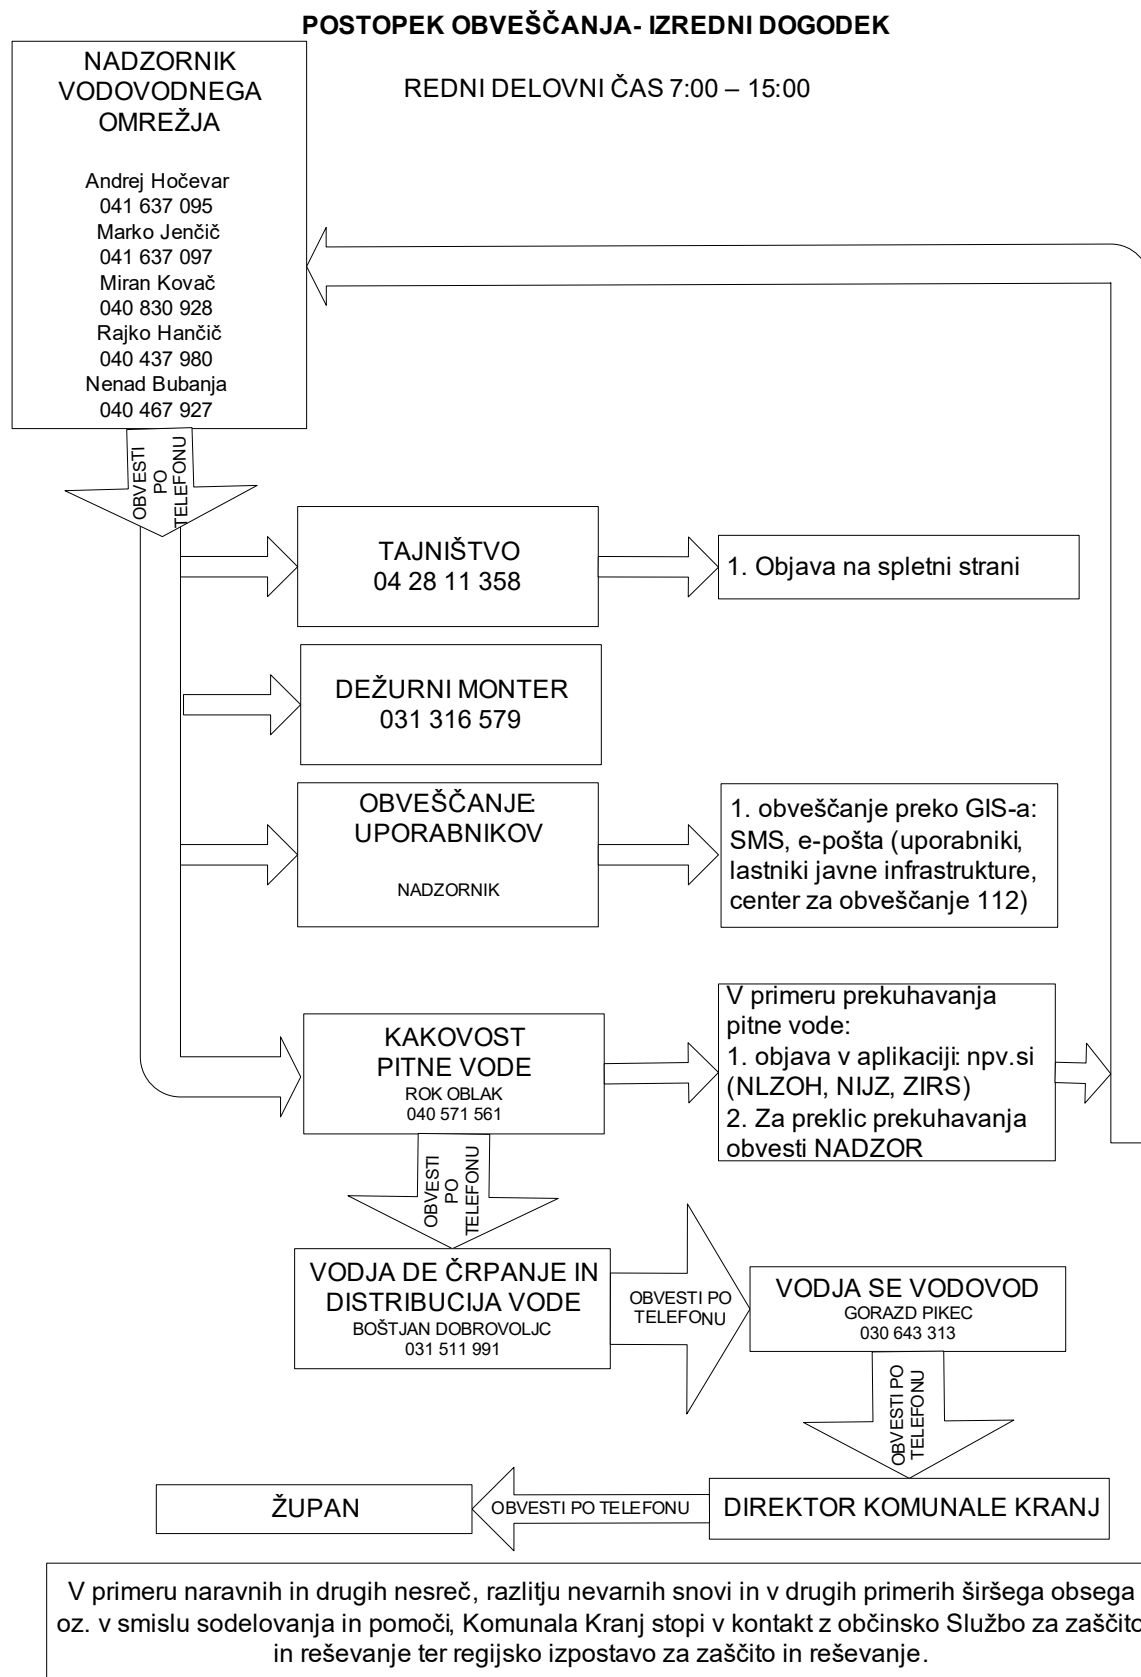 POSTOPEK OBVEŠČANJA- IZREDNI DOGODEK
NADZORNIK
VODOVODNEGA
OMREŽJA
Andrej Hočevar
041 637 095
Marko Jenčič
041 637 097
Miran Kovač
040 830 928
Rajko Hančič
040 437 980
Nenad Bubanja
040 467 927
REDNI DELOVNI ČAS 7:00 – 15:00
OBVESTI
PO
TELEFONU
TAJNIŠTVO
04 28 11 358
1. Objava na spletni strani
DEŽURNI MONTER
031 316 579
OBVEŠČANJE:
UPORABNIKOV
NADZORNIK
1. obveščanje preko GIS-a:
SMS, e-pošta (uporabniki,
lastniki javne infrastrukture,
center za obveščanje 112)
KAKOVOST
PITNE VODE
ROK OBLAK
040 571 561
V primeru prekuhavanja
pitne vode:
1. objava v aplikaciji: npv.si
(NLZOH, NIJZ, ZIRS)
2. Za preklic prekuhavanja
obvesti NADZOR
OBVESTI
PO
TELEFONU
VODJA DE ČRPANJE IN
DISTRIBUCIJA VODE
BOŠTJAN DOBROVOLJC
031 511 991
OBVESTI PO
TELEFONU
VODJA SE VODOVOD
GORAZD PIKEC
030 643 313
OBVESTI PO
TELEFONU
DIREKTOR KOMUNALE KRANJ
OBVESTI PO TELEFONU
ŽUPAN
V primeru naravnih in drugih nesreč, razlitju nevarnih snovi in v drugih primerih širšega obsega
oz. v smislu sodelovanja in pomoči, Komunala Kranj stopi v kontakt z občinsko Službo za zaščito
in reševanje ter regijsko izpostavo za zaščito in reševanje.